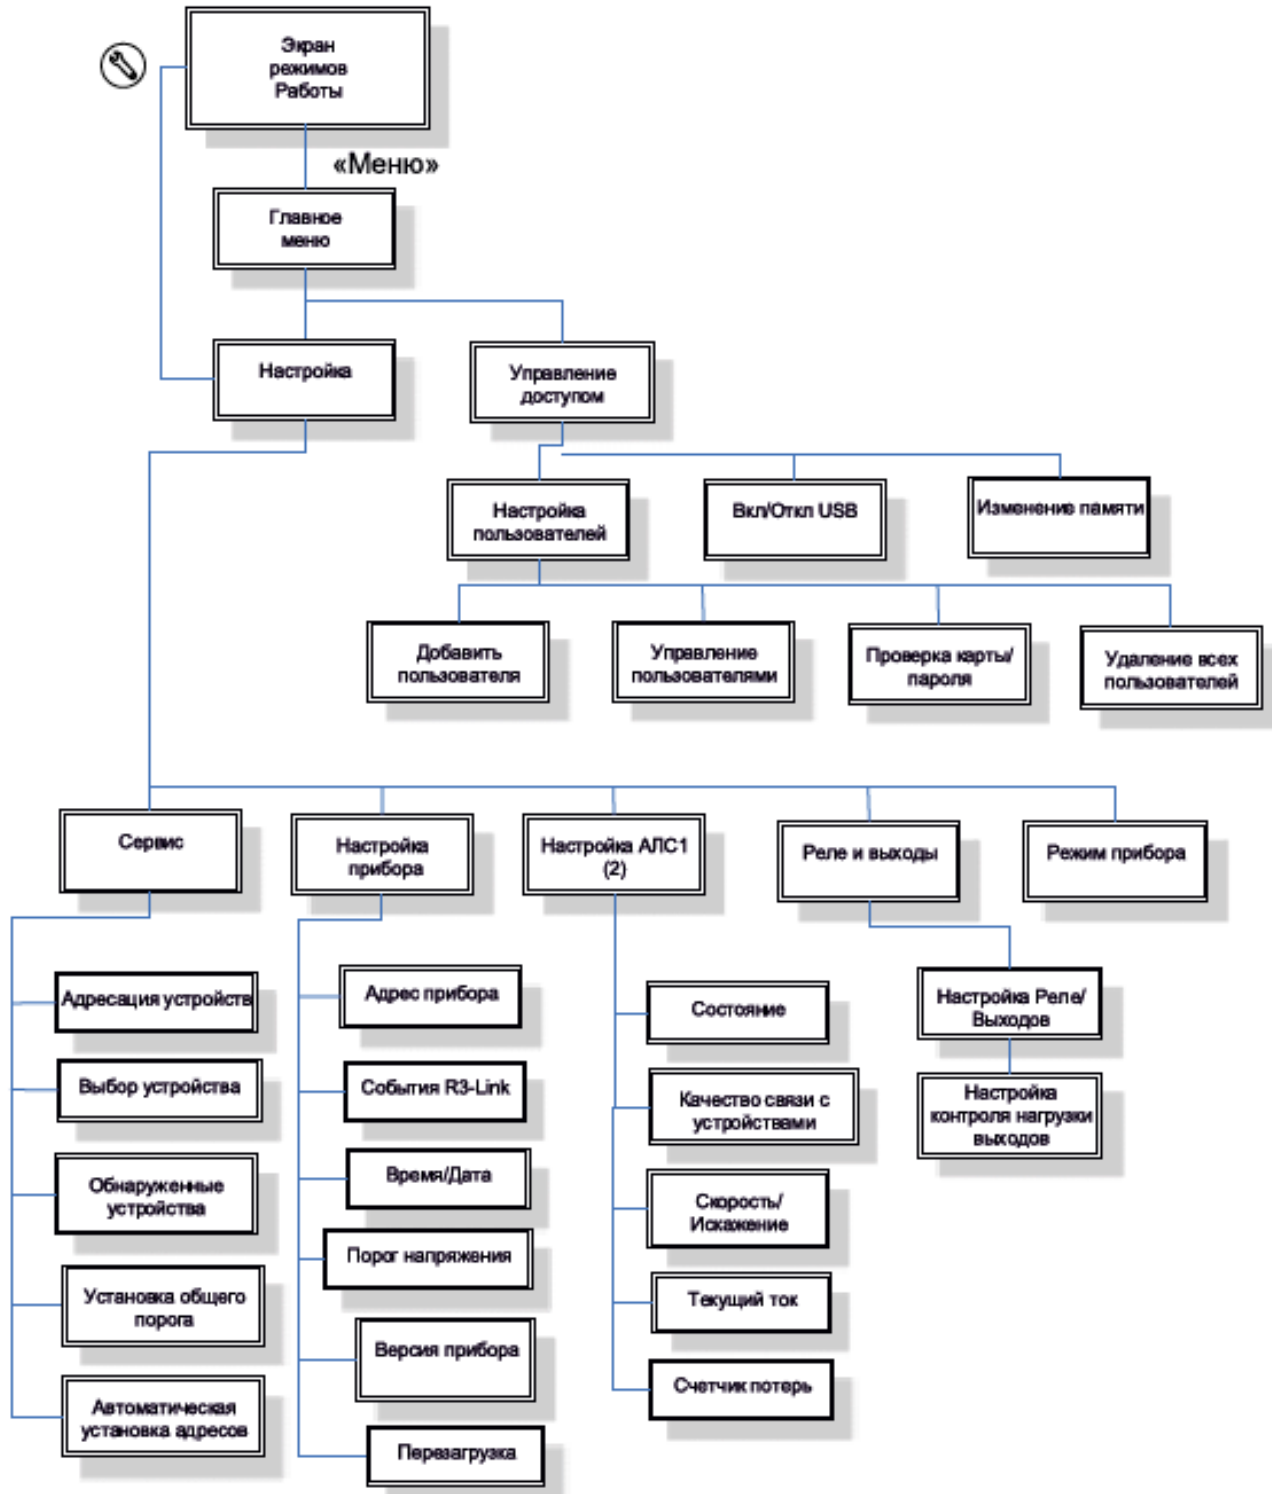 Экран
режимов
Работы
«Меню»
Главное
меню
Настройка
Управление
доступом
Настройка
пользователей
Вкл/Откл USB
Изменение памяти
Добавить
пользователя
Управление
пользователями
Проверка карты/
пароля
Удаление всех
пользователей
Сервис
Настройка
прибора
Настройка АЛС1
(2)
Реле и выходы
Режим прибора
Адресация устройств
Выбор устройства
Обнаруженные
устройства
Установка общего
порога
Автоматическая
установка адресов
Адрес прибора
События R3-Link
Время/Дата
Порог напряжения
Версия прибора
Перезагрузка
Состояние
Качество связи с
устройствами
Скорость/
Искажение
Текущий ток
Счетчик потерь
Настройка Реле/
Выходов
Настройка
контроля нагрузки
выходов